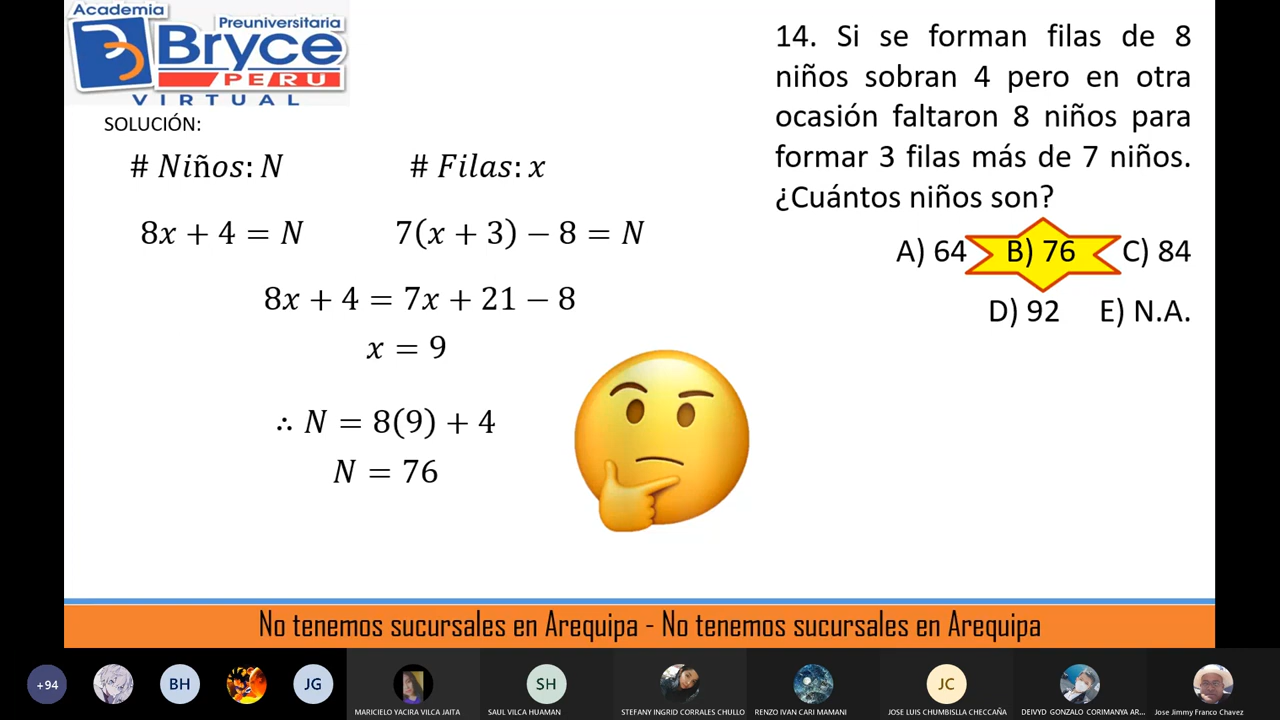 Academia
Preuniversitaria
Bryce
PERU
VIRTUAL
SOLUCIÓN:
# Niños: N
# Filas: x
8x + 4 = N
7(x + 3) − 8 = N
8x + 4 = 7x + 21 − 8
x = 9
∴ N = 8(9) + 4
N = 76
14. Si se forman filas de 8
niños sobran 4 pero en otra
ocasión faltaron 8 niños para
formar 3 filas más de 7 niños.
¿Cuántos niños son?
A) 64 B) 76 C) 84
D) 92 E) N.A.
No tenemos sucursales en Arequipa - No tenemos sucursales en Arequipa
+94
BH
JG
SH
JC
MARICIELO YACIRA VILCA JAITA
SAUL VILCA HUAMAN
STEFANY INGRID CORRALES CHULLO
RENZO IVAN CARI MAMANI
JOSE LUIS CHUMBISLLA CHECCAÑA
DEIVYD GONZALO CORIMANYA AR...
Jose Jimmy Franco Chavez